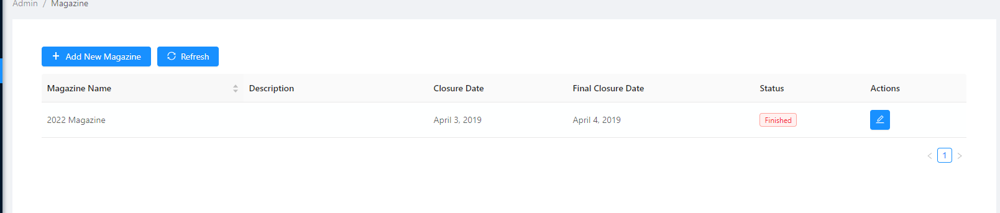 Admin / Magazine
Add New Magazine Refresh
Magazine Name Description Closure Date Final Closure Date Status Actions
2022 Magazine April 3, 2019 April 4, 2019 Finished
1